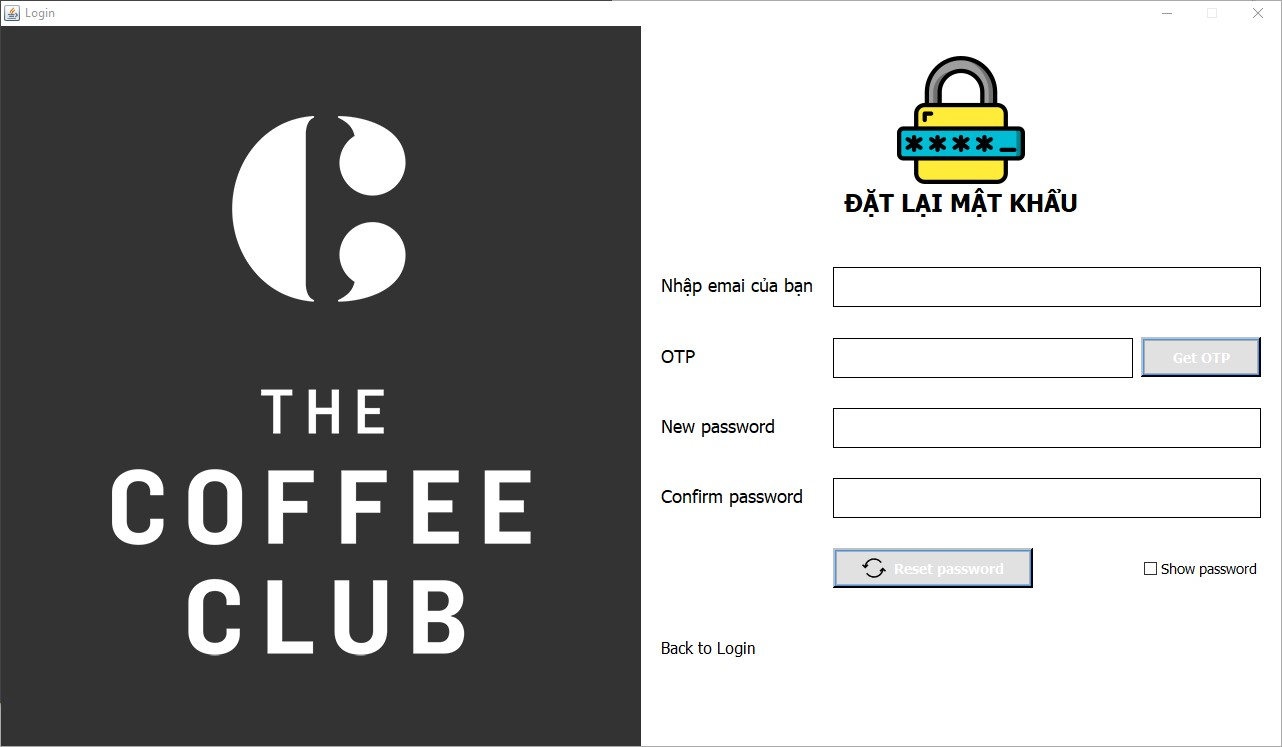 Login
THE
COFFEE
CLUB
ĐẶT LẠI MẬT KHẨU
Nhập emai của bạn
OTP
Get OTP
New password
Confirm password
Reset password
Show password
Back to Login